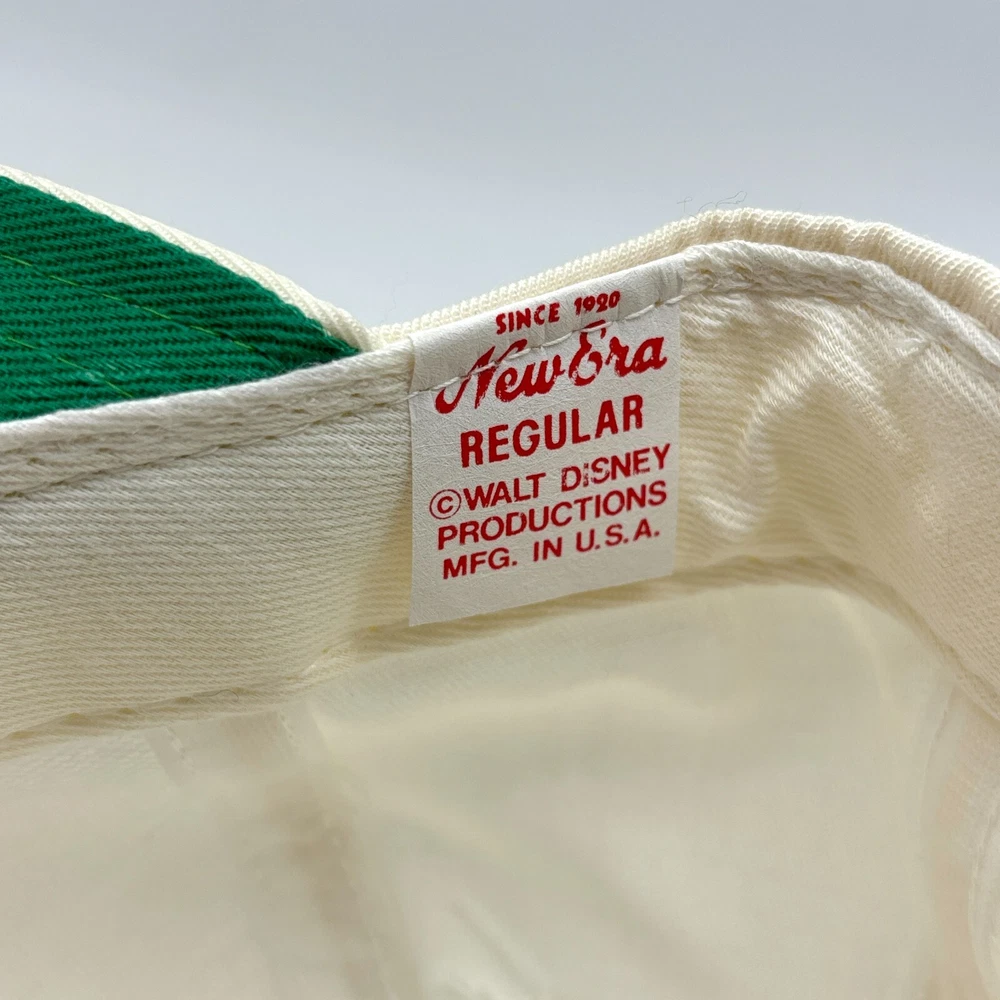 SINCE 1920
New Era
REGULAR
©WALT DISNEY
PRODUCTIONS
MFG. IN U.S.A.